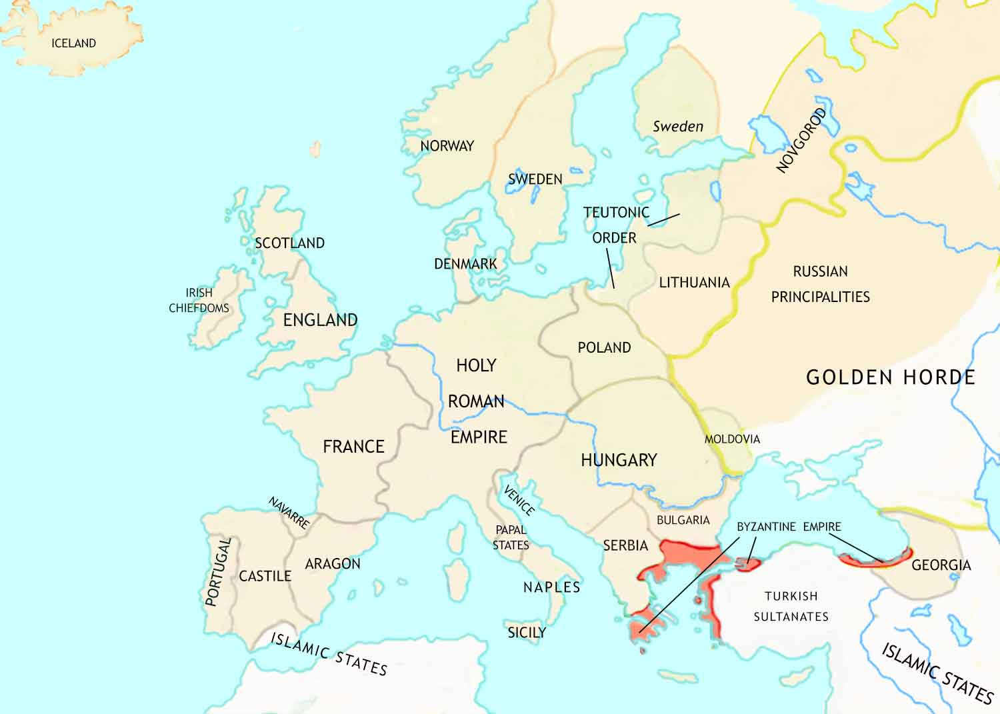 ICELAND
Sweden
NORWAY
NOVGOROD
SWEDEN
TEUTONIC
ORDER
SCOTLAND
DENMARK
LITHUANIA
RUSSIAN
PRINCIPALITIES
IRISH
CHIEFDOMS
ENGLAND
POLAND
HOLY
ROMAN
EMPIRE
GOLDEN HORDE
FRANCE
MOLDOVIA
HUNGARY
VENICE
NAVARRE
BULGARIA
BYZANTINE EMPIRE
PAPAL
STATES
SERBIA
PORTUGAL
CASTILE
ARAGON
GEORGIA
NAPLES
TURKISH
SULTANATES
SICILY
ISLAMIC STATES
ISLAMIC STATES